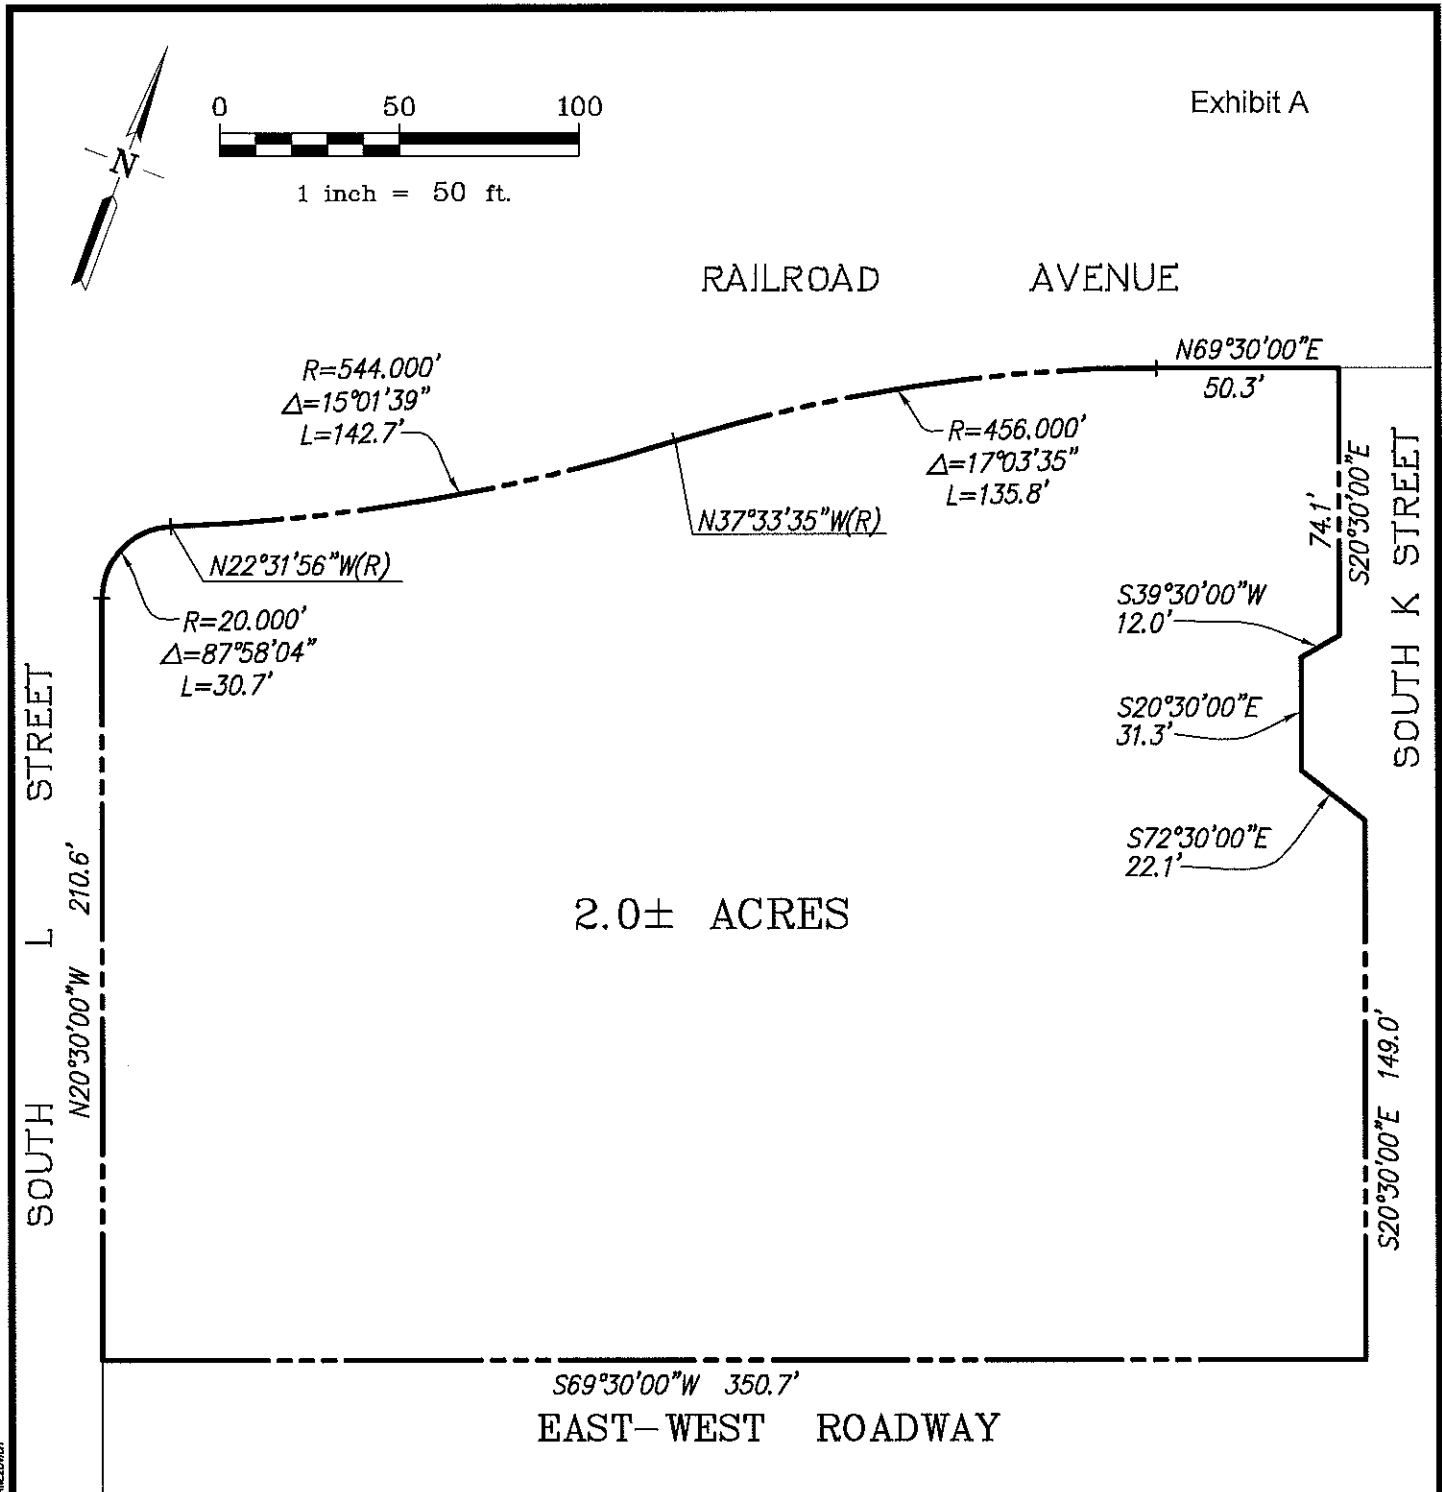 Exhibit A
0 50 100
1 inch = 50 ft.
N
RAILROAD AVENUE
R=544.000'
Δ=15°01'39"
L=142.7'
N69°30'00"E
50.3'
R=456.000'
Δ=17°03'35"
L=135.8'
N37°33'35"W(R)
N22°31'56"W(R)
R=20.000'
Δ=87°58'04"
L=30.7'
74.1'
S20°30'00"E
SOUTH K STREET
S39°30'00"W
12.0'
S20°30'00"E
31.3'
S72°30'00"E
22.1'
SOUTH L STREET
N20°30'00"W 210.6'
2.0± ACRES
S20°30'00"E 149.0'
S69°30'00"W 350.7'
EAST-WEST ROADWAY